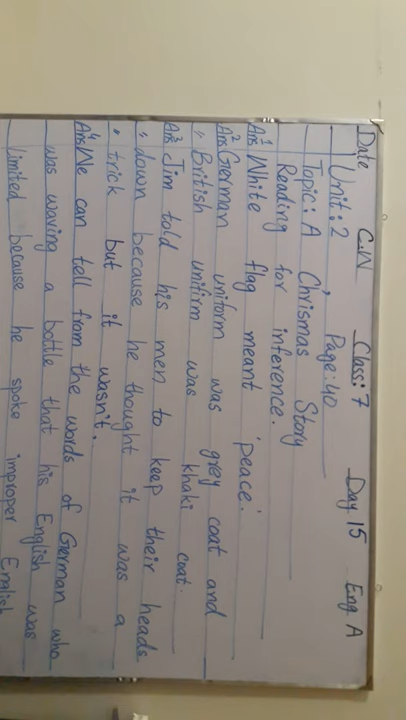 Date C.W Class: 7 Day 15 Eng A
Unit: 2 Page: 40
Topic: A Chrismas Story
Reading for inference.
Ans1 White flag meant 'peace'.
Ans2 German uniform was grey coat and
" British unifirm was khaki coat.
Ans3 Jim told his men to keep their heads
" down because he thought it was a
" trick but it wasn't.
Ans4 We can tell from the words of German who
was waving a bottle that his English was
limited because he spoke improper English